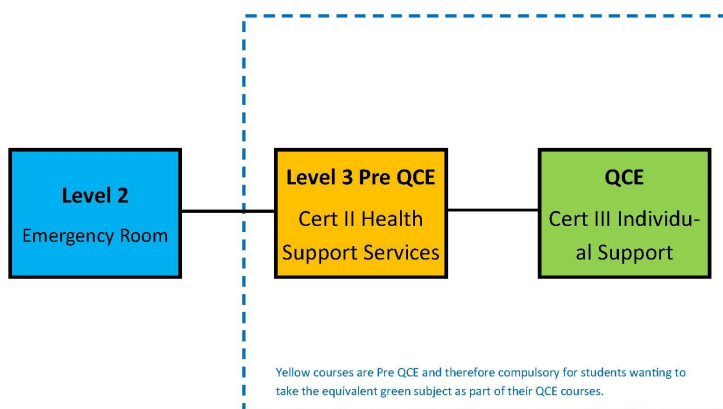 Level 2
Emergency Room
Level 3 Pre QCE
Cert II Health
Support Services
QCE
Cert III Individu-
al Support
Yellow courses are Pre QCE and therefore compulsory for students wanting to
take the equivalent green subject as part of their QCE courses.